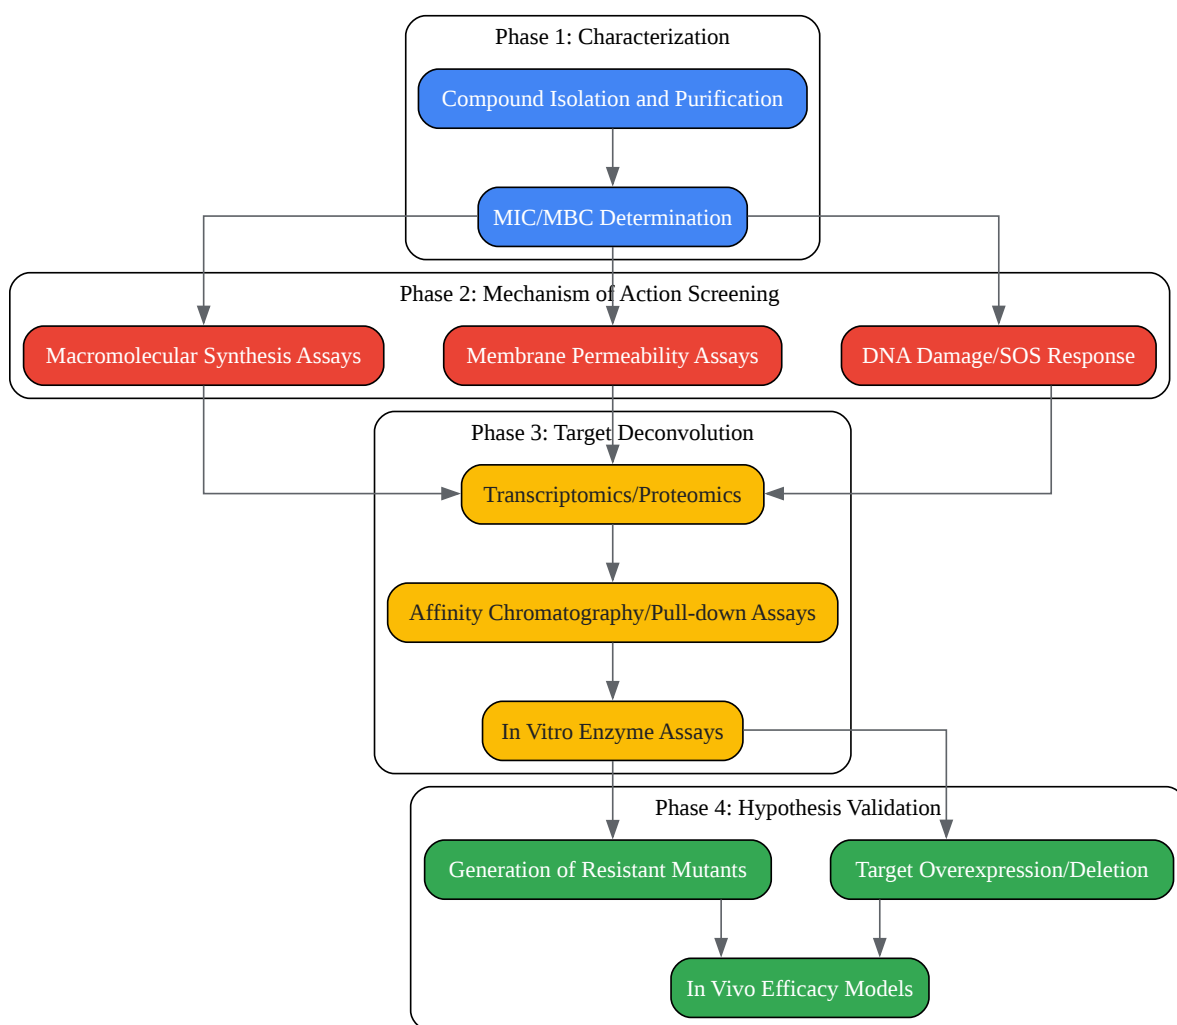 Phase 1: Characterization
Compound Isolation and Purification
MIC/MBC Determination
Phase 2: Mechanism of Action Screening
Macromolecular Synthesis Assays
Membrane Permeability Assays
DNA Damage/SOS Response
Phase 3: Target Deconvolution
Transcriptomics/Proteomics
Affinity Chromatography/Pull-down Assays
In Vitro Enzyme Assays
Phase 4: Hypothesis Validation
Generation of Resistant Mutants
Target Overexpression/Deletion
In Vivo Efficacy Models